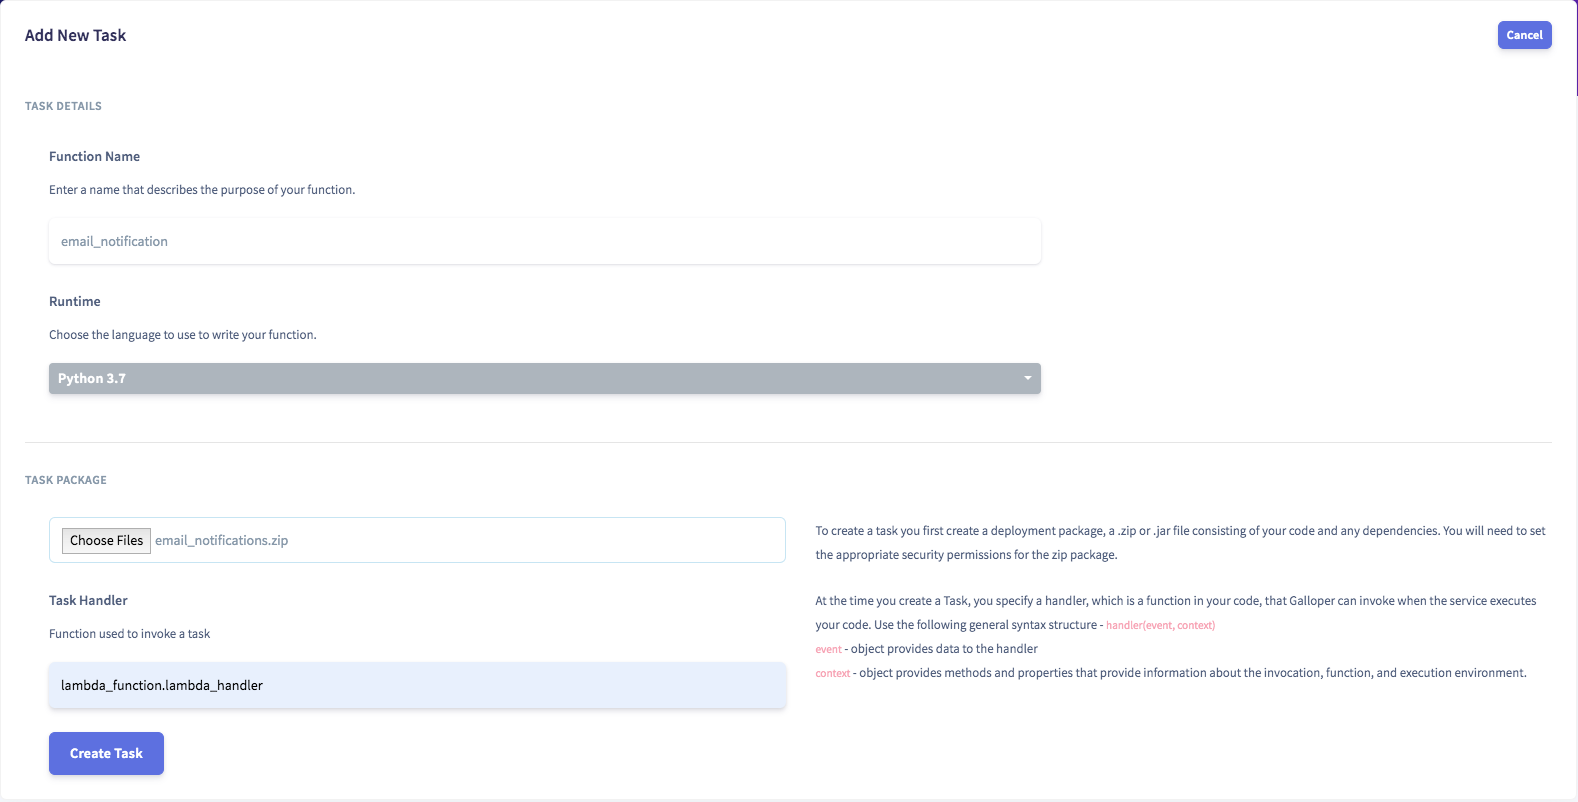 Add New Task
Cancel
TASK DETAILS
Function Name
Enter a name that describes the purpose of your function.
email_notification
Runtime
Choose the language to use to write your function.
Python 3.7
TASK PACKAGE
Choose Files email_notifications.zip
To create a task you first create a deployment package, a .zip or .jar file consisting of your code and any dependencies. You will need to set
the appropriate security permissions for the zip package.
Task Handler
Function used to invoke a task
lambda_function.lambda_handler
At the time you create a Task, you specify a handler, which is a function in your code, that Galloper can invoke when the service executes
your code. Use the following general syntax structure - handler(event, context)
event - object provides data to the handler
context - object provides methods and properties that provide information about the invocation, function, and execution environment.
Create Task